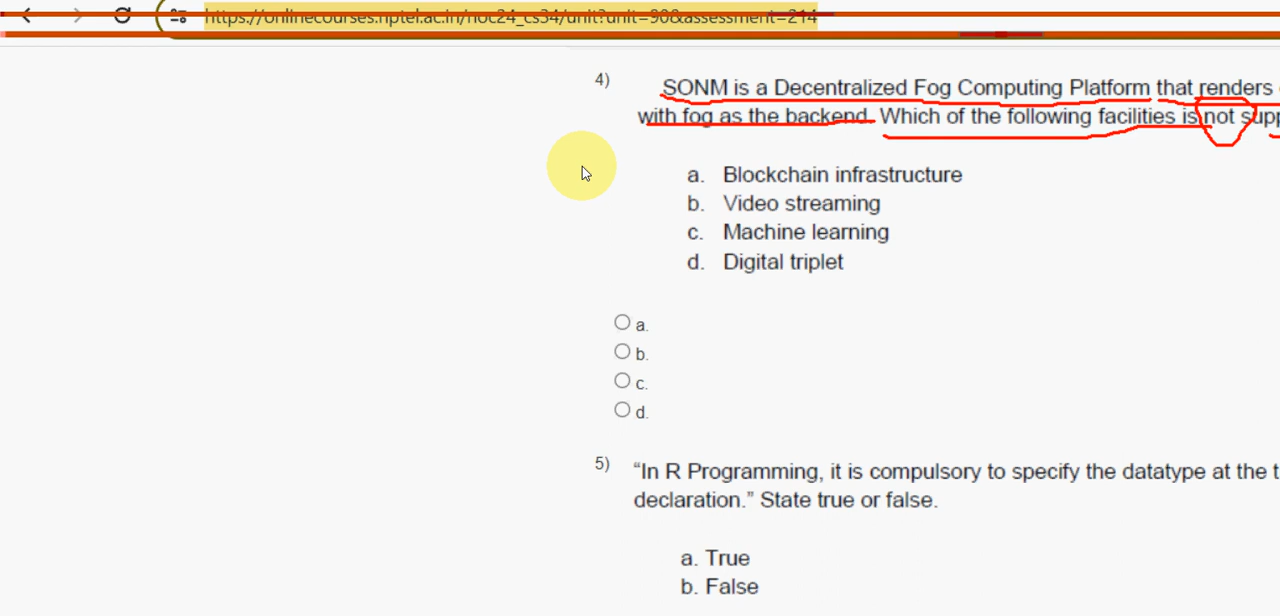 https://onlinecourses.nptel.ac.in/noc24_cs34/unit?unit=90&assessment=214
4) SONM is a Decentralized Fog Computing Platform that renders
with fog as the backend. Which of the following facilities is not supp
a. Blockchain infrastructure
b. Video streaming
c. Machine learning
d. Digital triplet
a.
b.
c.
d.
5) “In R Programming, it is compulsory to specify the datatype at the t
declaration.” State true or false.
a. True
b. False